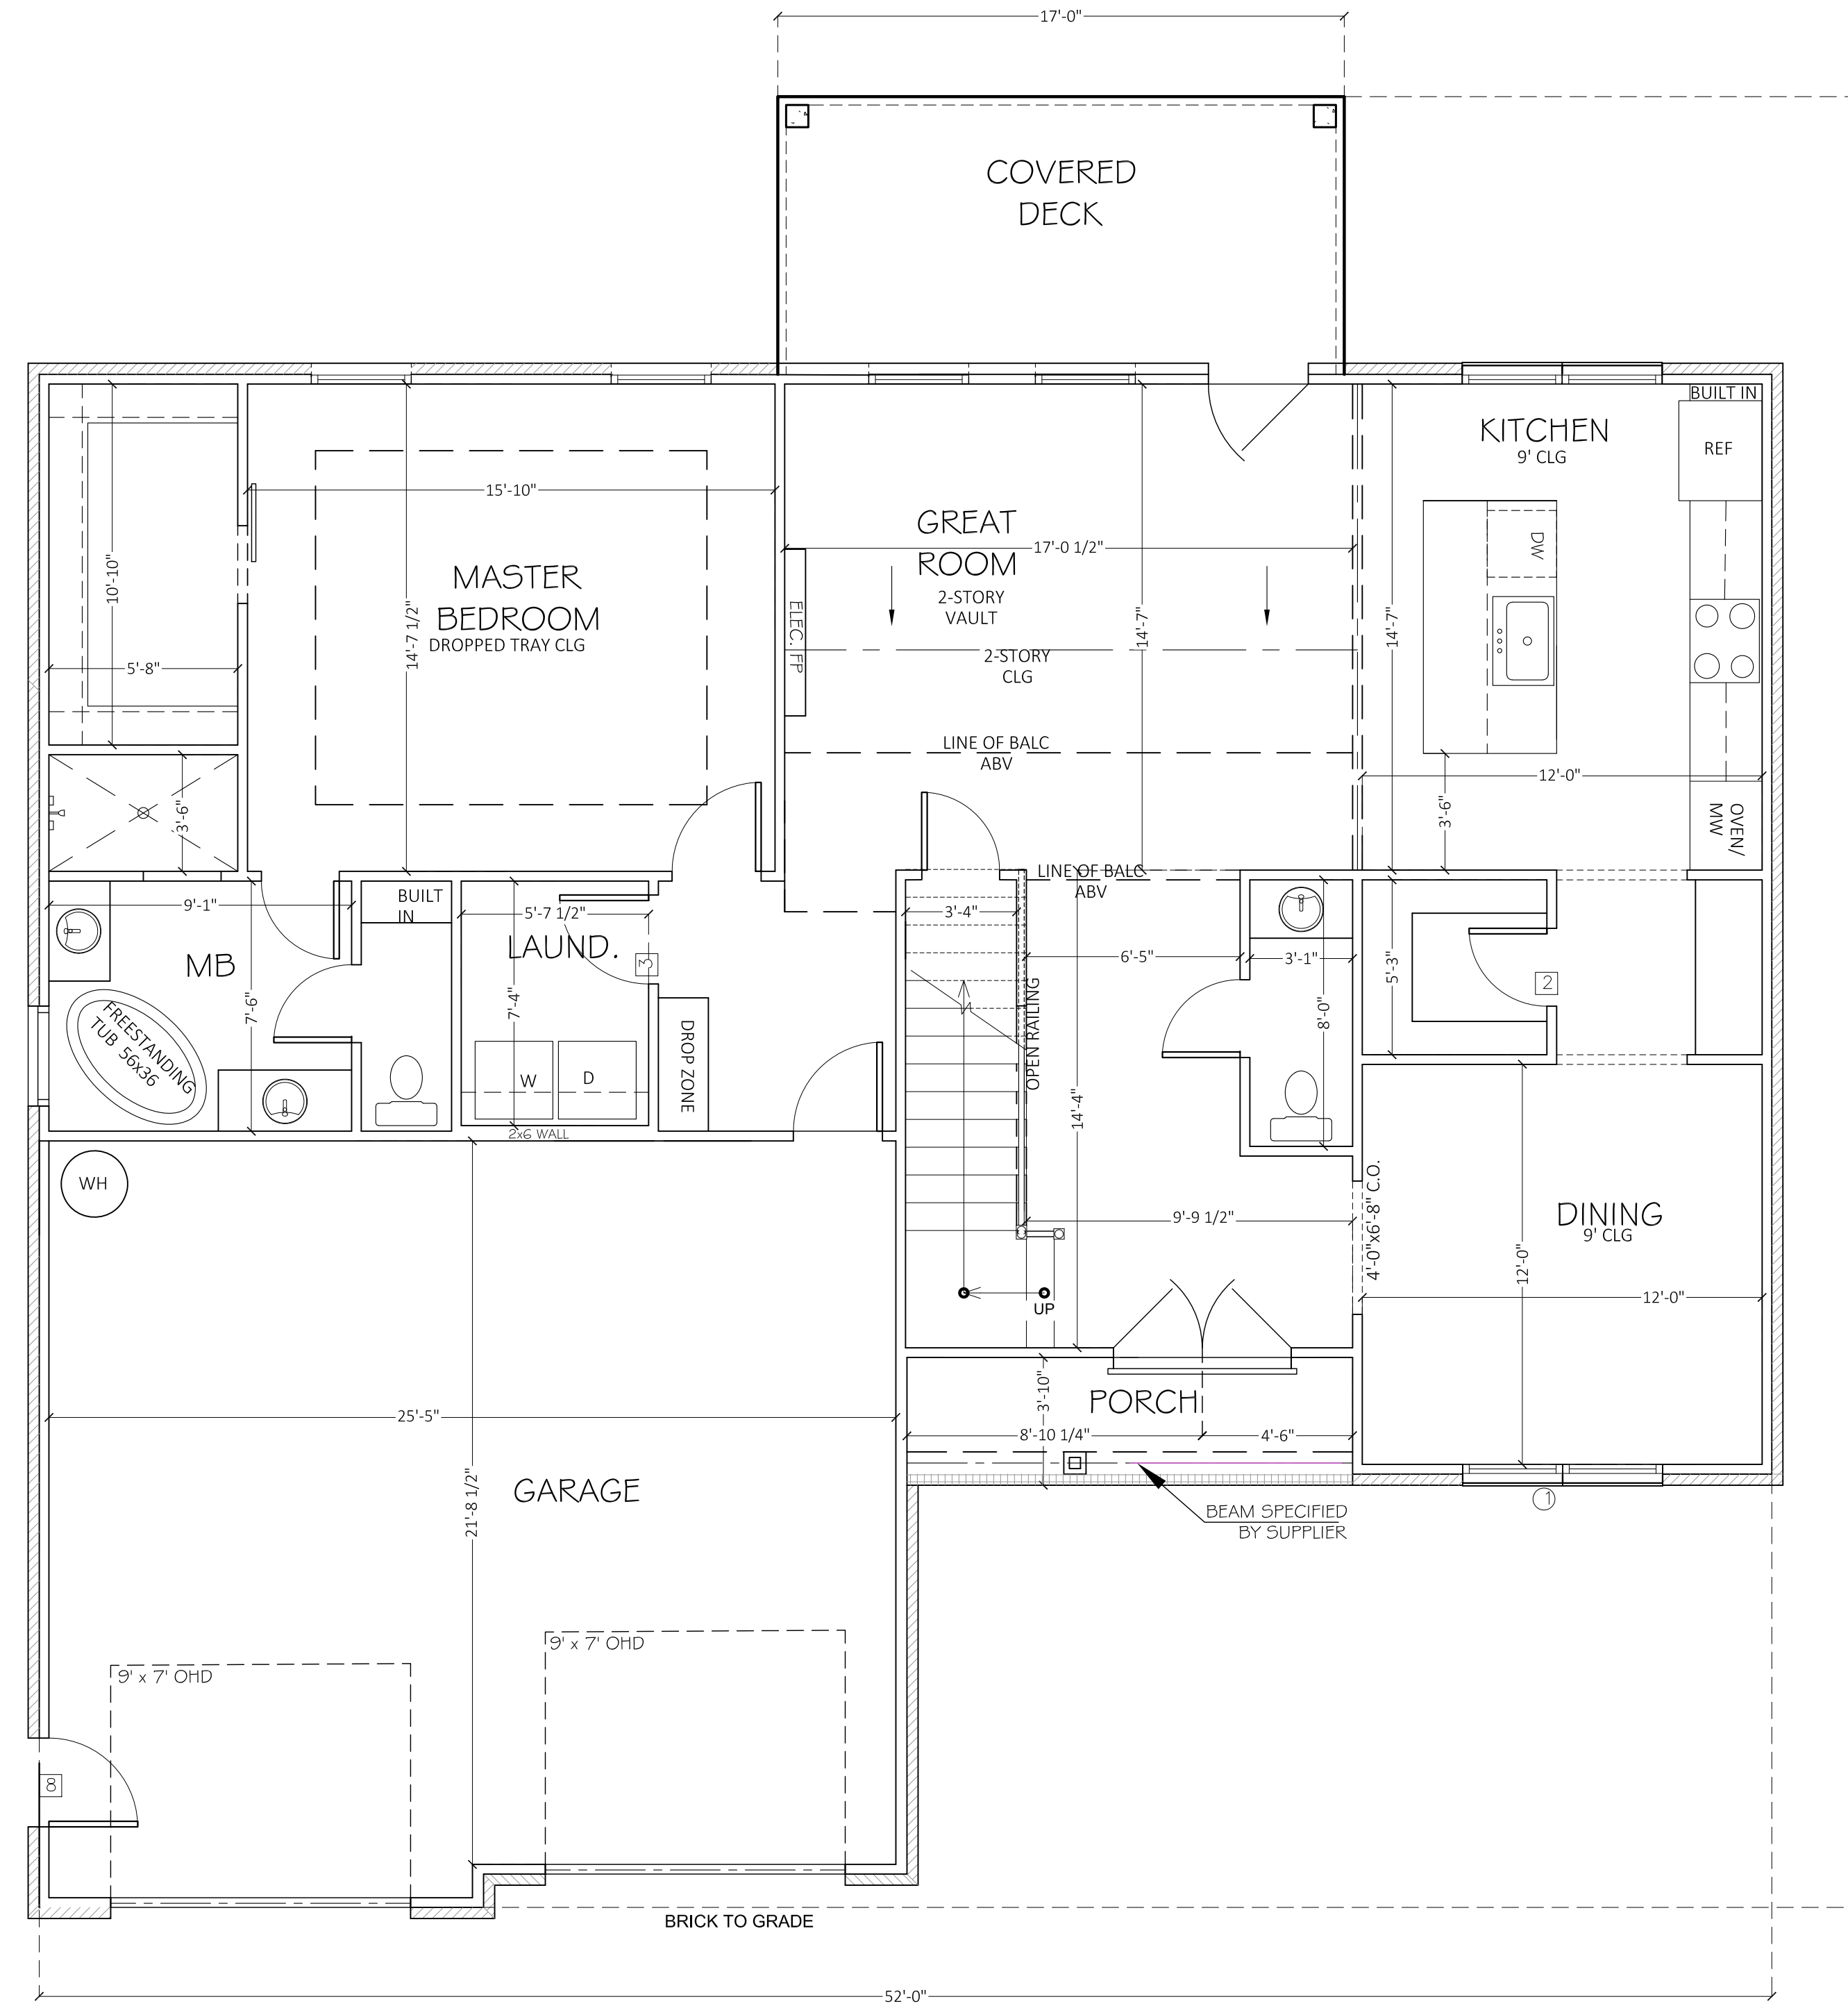 17'-0"
COVERED
DECK
BUILT IN
REF
KITCHEN
9' CLG
15'-10"
GREAT
ROOM
17'-0 1/2"
2-STORY
VAULT
DW
MASTER
BEDROOM
DROPPED TRAY CLG
10'-10"
14'-7 1/2"
ELEC. FP
14'-7"
14'-7"
5'-8"
2-STORY
CLG
LINE OF BALC
ABV
12'-0"
3'-6"
3'-6"
OVEN/
MW
LINE OF BALC
ABV
9'-1"
BUILT
IN
5'-7 1/2"
LAUND.
3'-4"
6'-5"
3'-1"
5'-3"
MB
7'-6"
7'-4"
3
2
8'-0"
OPEN RAILING
FREESTANDING
TUB 56x36
W
D
DROP ZONE
14'-4"
2x6 WALL
WH
9'-9 1/2"
4'-0"x6'-8" C.O.
DINING
9' CLG
12'-0"
12'-0"
UP
3'-10"
PORCH
8'-10 1/4"
4'-6"
25'-5"
GARAGE
21'-8 1/2"
1
BEAM SPECIFIED
BY SUPPLIER
9' x 7' OHD
9' x 7' OHD
8
BRICK TO GRADE
52'-0"